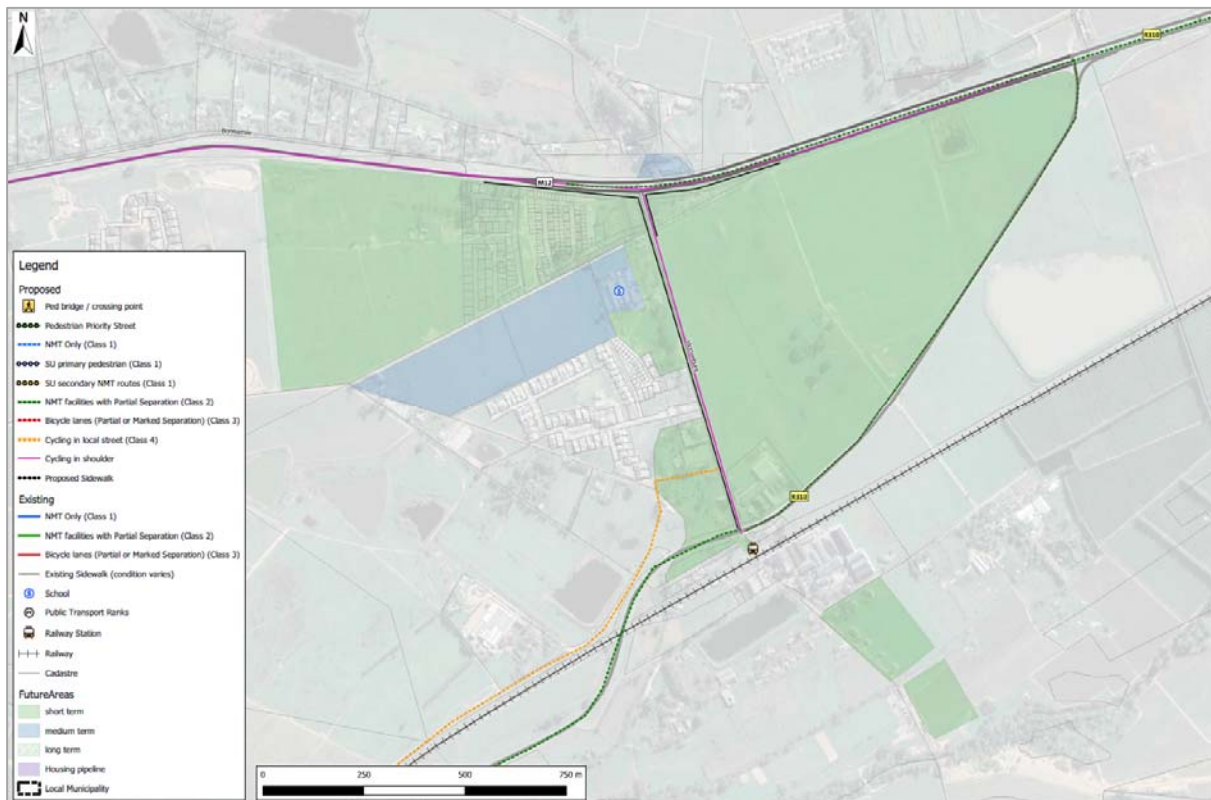 N
R310
Bottelary
M12
R310
Legend
Proposed
Ped bridge / crossing point
Pedestrian Priority Street
NMT Only (Class 1)
SU primary pedestrian (Class 1)
SU secondary NMT routes (Class 1)
NMT facilities with Partial Separation (Class 2)
Bicycle lanes (Partial or Marked Separation) (Class 3)
Cycling in local street (Class 4)
Cycling in shoulder
Proposed Sidewalk
Existing
NMT Only (Class 1)
NMT facilities with Partial Separation (Class 2)
Bicycle lanes (Partial or Marked Separation) (Class 3)
Existing Sidewalk (condition varies)
School
Public Transport Ranks
Railway Station
Railway
Cadastre
FutureAreas
short term
medium term
long term
Housing pipeline
Local Municipality
0 250 500 750 m